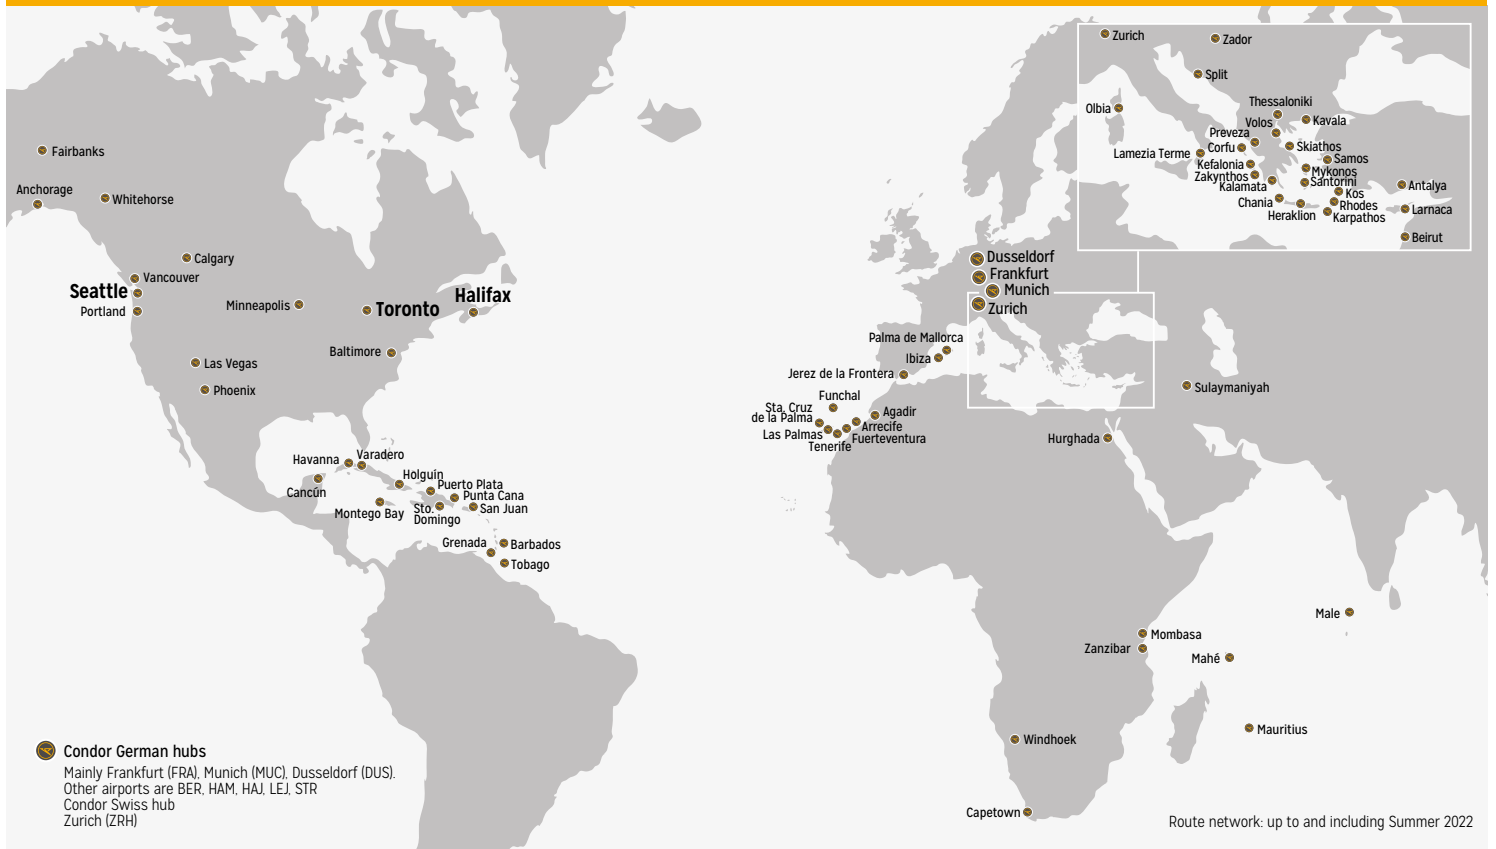 Fairbanks
Anchorage
Whitehorse
Calgary
Vancouver
Seattle
Portland
Minneapolis
Toronto
Halifax
Baltimore
Las Vegas
Phoenix
Havanna
Varadero
Cancún
Holguín
Puerto Plata
Punta Cana
San Juan
Montego Bay
Sto.
Domingo
Grenada
Barbados
Tobago
Dusseldorf
Frankfurt
Munich
Zurich
Palma de Mallorca
Ibiza
Jerez de la Frontera
Funchal
Sta. Cruz
de la Palma
Agadir
Arrecife
Las Palmas
Fuerteventura
Tenerife
Hurghada
Sulaymaniyah
Zurich
Zador
Split
Olbia
Thessaloniki
Volos
Kavala
Preveza
Corfu
Skiathos
Lamezia Terme
Samos
Kefalonia
Mykonos
Zakynthos
Santorini
Kalamata
Kos
Chania
Rhodes
Heraklion
Karpathos
Antalya
Larnaca
Beirut
Male
Mombasa
Zanzibar
Mahé
Mauritius
Windhoek
Capetown
Condor German hubs
Mainly Frankfurt (FRA), Munich (MUC), Dusseldorf (DUS).
Other airports are BER, HAM, HAJ, LEJ, STR
Condor Swiss hub
Zurich (ZRH)
Route network: up to and including Summer 2022